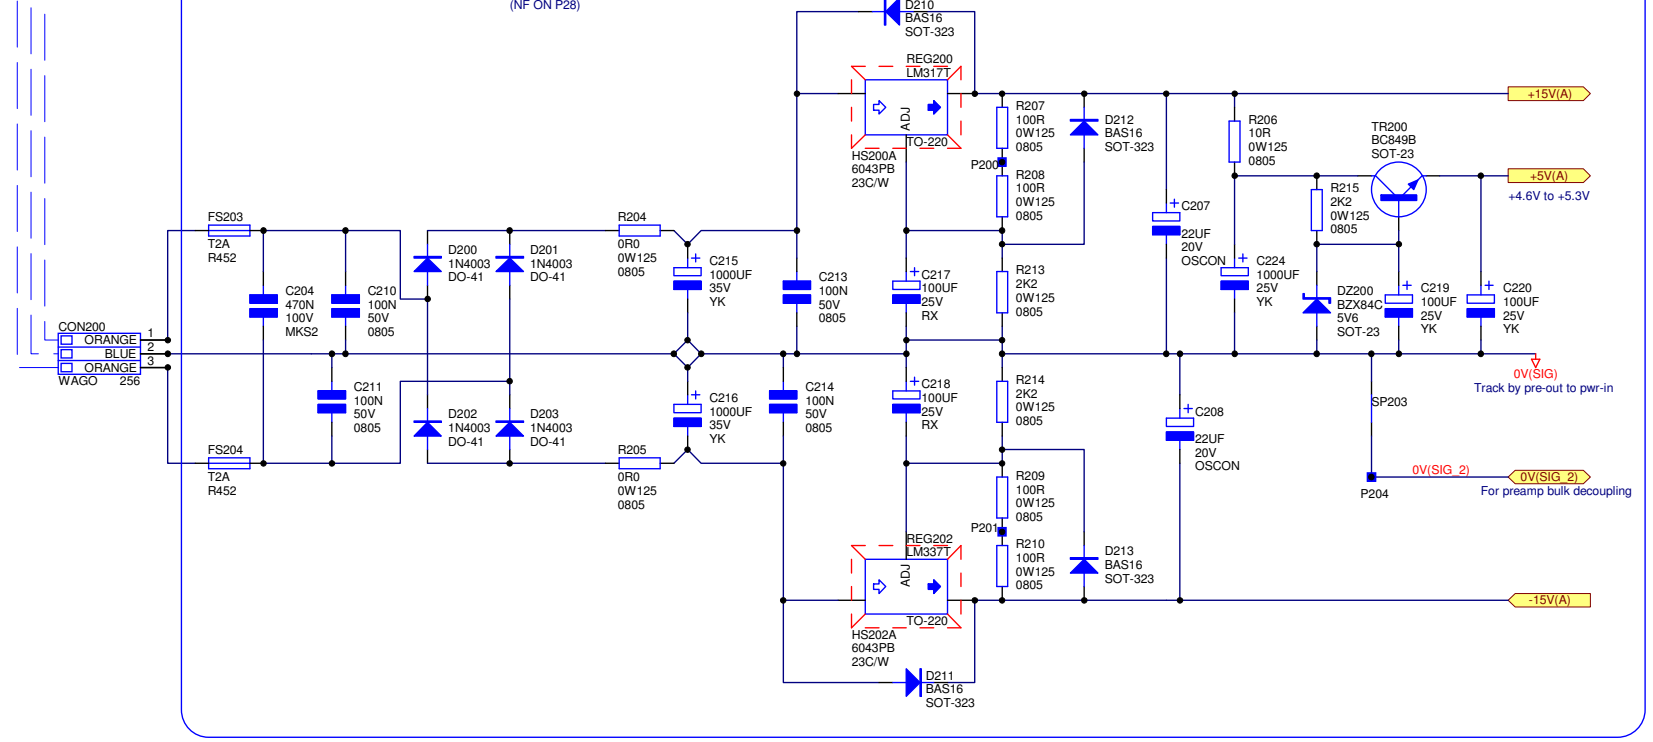 (NF ON P28)
D210
BAS16
SOT-323
REG200
LM317T
ADJ
TO-220
HS200A
6043PB
23C/W
R207
100R
0W125
0805
P200
R208
100R
0W125
0805
D212
BAS16
SOT-323
+15V(A)
R206
10R
0W125
0805
TR200
BC849B
SOT-23
+5V(A)
+4.6V to +5.3V
R215
2K2
0W125
0805
FS203
T2A
R452
R204
0R0
0W125
0805
C207
22UF
20V
OSCON
D200
1N4003
DO-41
D201
1N4003
DO-41
C215
1000UF
35V
YK
C213
100N
50V
0805
C217
100UF
25V
RX
R213
2K2
0W125
0805
C224
1000UF
25V
YK
DZ200
BZX84C
5V6
SOT-23
C219
100UF
25V
YK
C220
100UF
25V
YK
C204
470N
100V
MKS2
C210
100N
50V
0805
CON200
ORANGE 1
BLUE 2
ORANGE 3
WAGO 256
0V(SIG)
Track by pre-out to pwr-in
C211
100N
50V
0805
D202
1N4003
DO-41
D203
1N4003
DO-41
C216
1000UF
35V
YK
C214
100N
50V
0805
C218
100UF
25V
RX
R214
2K2
0W125
0805
C208
22UF
20V
OSCON
SP203
FS204
T2A
R452
R205
0R0
0W125
0805
0V(SIG_2)
0V(SIG_2)
P204
For preamp bulk decoupling
R209
100R
0W125
0805
P201
R210
100R
0W125
0805
REG202
LM337T
ADJ
TO-220
HS202A
6043PB
23C/W
D213
BAS16
SOT-323
-15V(A)
D211
BAS16
SOT-323